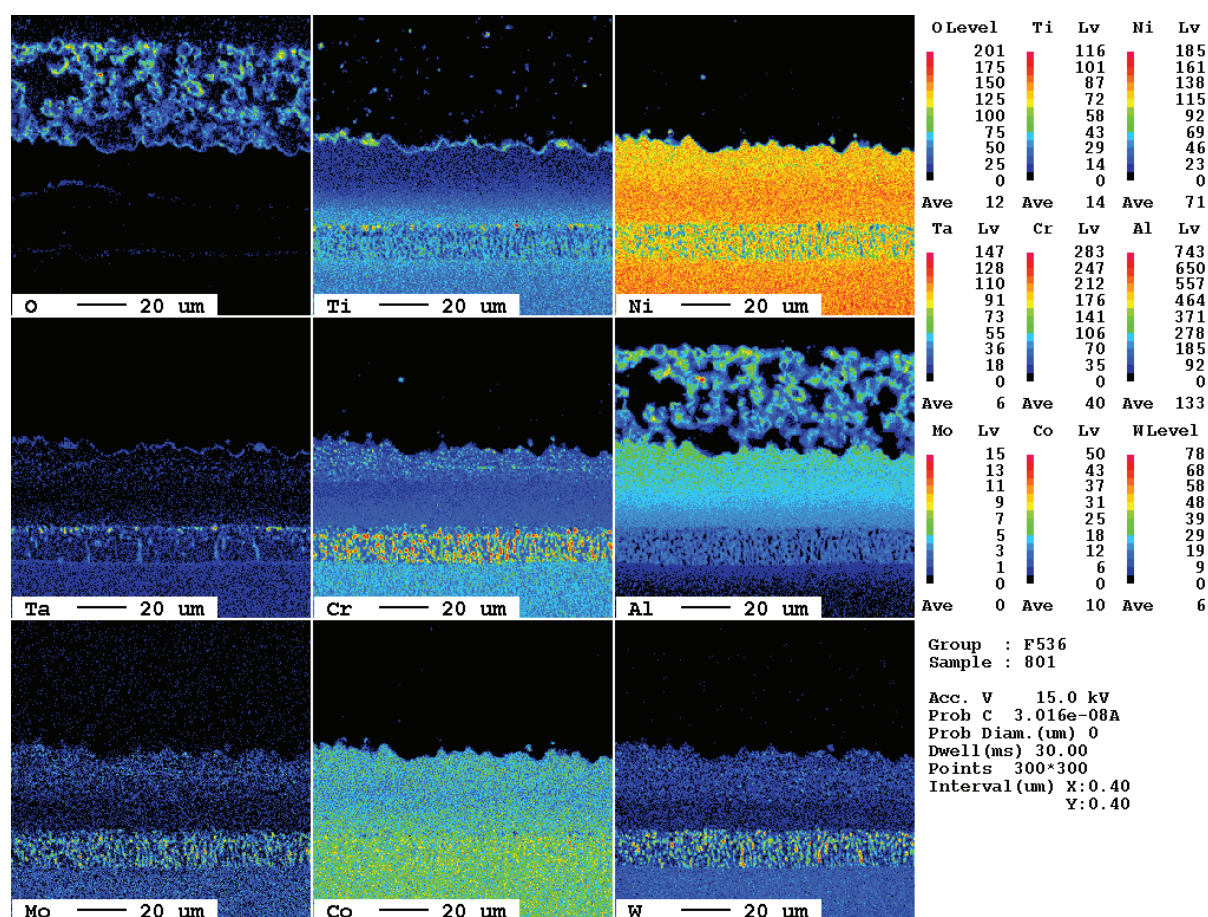 O 20 um
Ti 20 um
Ni 20 um
Ta 20 um
Cr 20 um
Al 20 um
Mo 20 um
Co 20 um
W 20 um
O Level Ti Lv Ni Lv
201 116 185
175 101 161
150 87 138
125 72 115
100 58 92
75 43 69
50 29 46
25 14 23
0 0 0
Ave 12 Ave 14 Ave 71
Ta Lv Cr Lv Al Lv
147 283 743
128 247 650
110 212 557
91 176 464
73 141 371
55 106 278
36 70 185
18 35 92
0 0 0
Ave 6 Ave 40 Ave 133
Mo Lv Co Lv W Level
15 50 78
13 43 68
11 37 58
9 31 48
7 25 39
5 18 29
3 12 19
1 6 9
0 0 0
Ave 0 Ave 10 Ave 6
Group : F536
Sample : 801
Acc. V 15.0 kV
Prob C 3.016e-08A
Prob Diam.(um) 0
Dwell(ms) 30.00
Points 300*300
Interval(um) X:0.40
Y:0.40